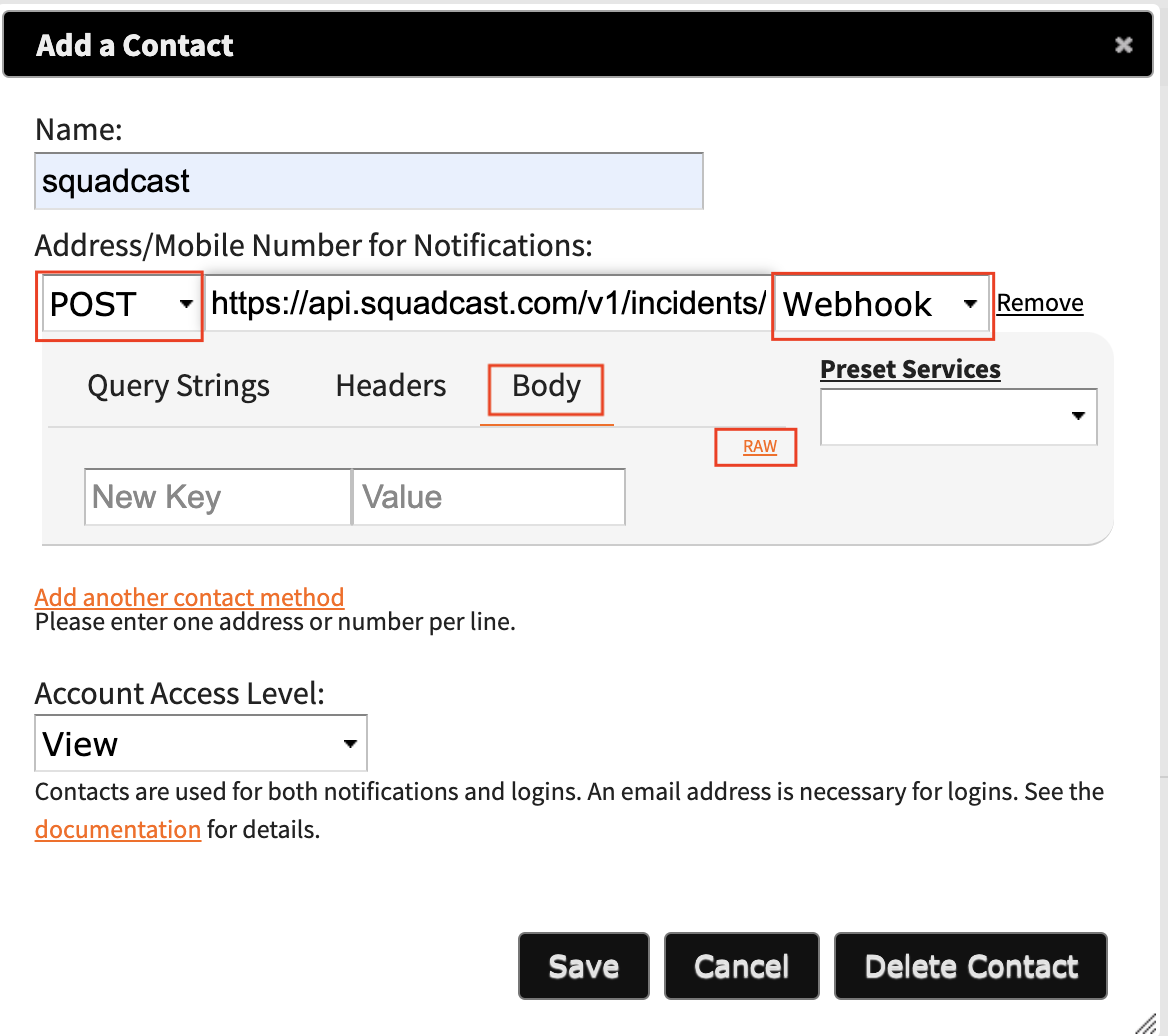 Add a Contact ✖
Name:
squadcast
Address/Mobile Number for Notifications:
POST https://api.squadcast.com/v1/incidents/ Webhook Remove
Query Strings Headers Body Preset Services
RAW
New Key Value
Add another contact method
Please enter one address or number per line.
Account Access Level:
View
Contacts are used for both notifications and logins. An email address is necessary for logins. See the
documentation for details.
Save Cancel Delete Contact